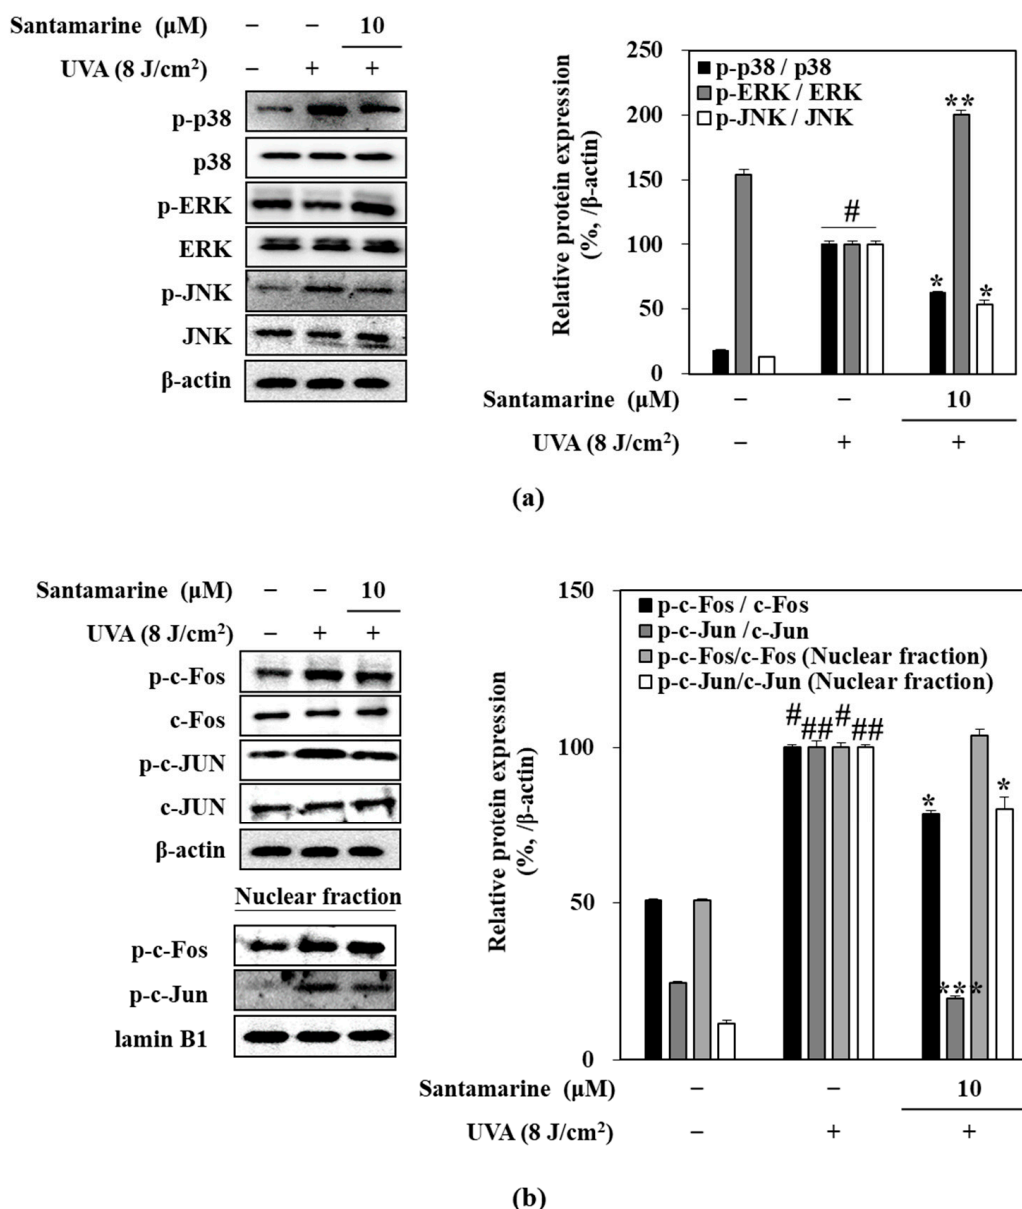 Santamarine (μM) – – 10
UVA (8 J/cm²) – + +
p-p38
p38
p-ERK
ERK
p-JNK
JNK
β-actin
Relative protein expression
(%, /β-actin)
250
200
150
100
50
0
p-p38 / p38
p-ERK / ERK
p-JNK / JNK
#
*
**
*
Santamarine (μM) – – 10
UVA (8 J/cm²) – + +
(a)
Santamarine (μM) – – 10
UVA (8 J/cm²) – + +
p-c-Fos
c-Fos
p-c-JUN
c-JUN
β-actin
Nuclear fraction
p-c-Fos
p-c-Jun
lamin B1
Relative protein expression
(%, /β-actin)
150
100
50
0
p-c-Fos / c-Fos
p-c-Jun /c-Jun
p-c-Fos/c-Fos (Nuclear fraction)
p-c-Jun/c-Jun (Nuclear fraction)
# ## # ##
*
***
*
Santamarine (μM) – – 10
UVA (8 J/cm²) – + +
(b)